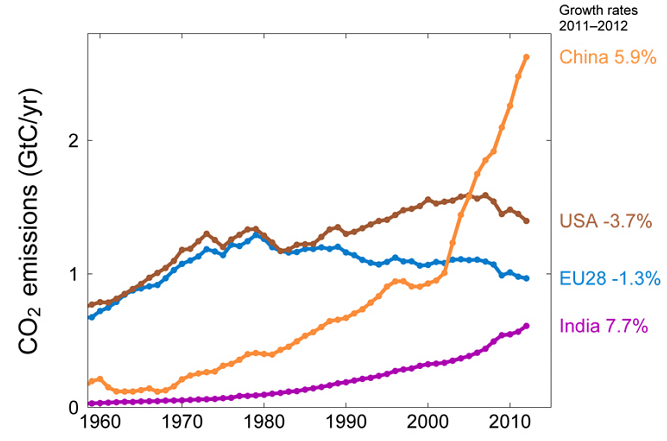 Growth rates
2011–2012
China 5.9%
USA -3.7%
EU28 -1.3%
India 7.7%
CO2 emissions (GtC/yr)
2
1
0
1960 1970 1980 1990 2000 2010